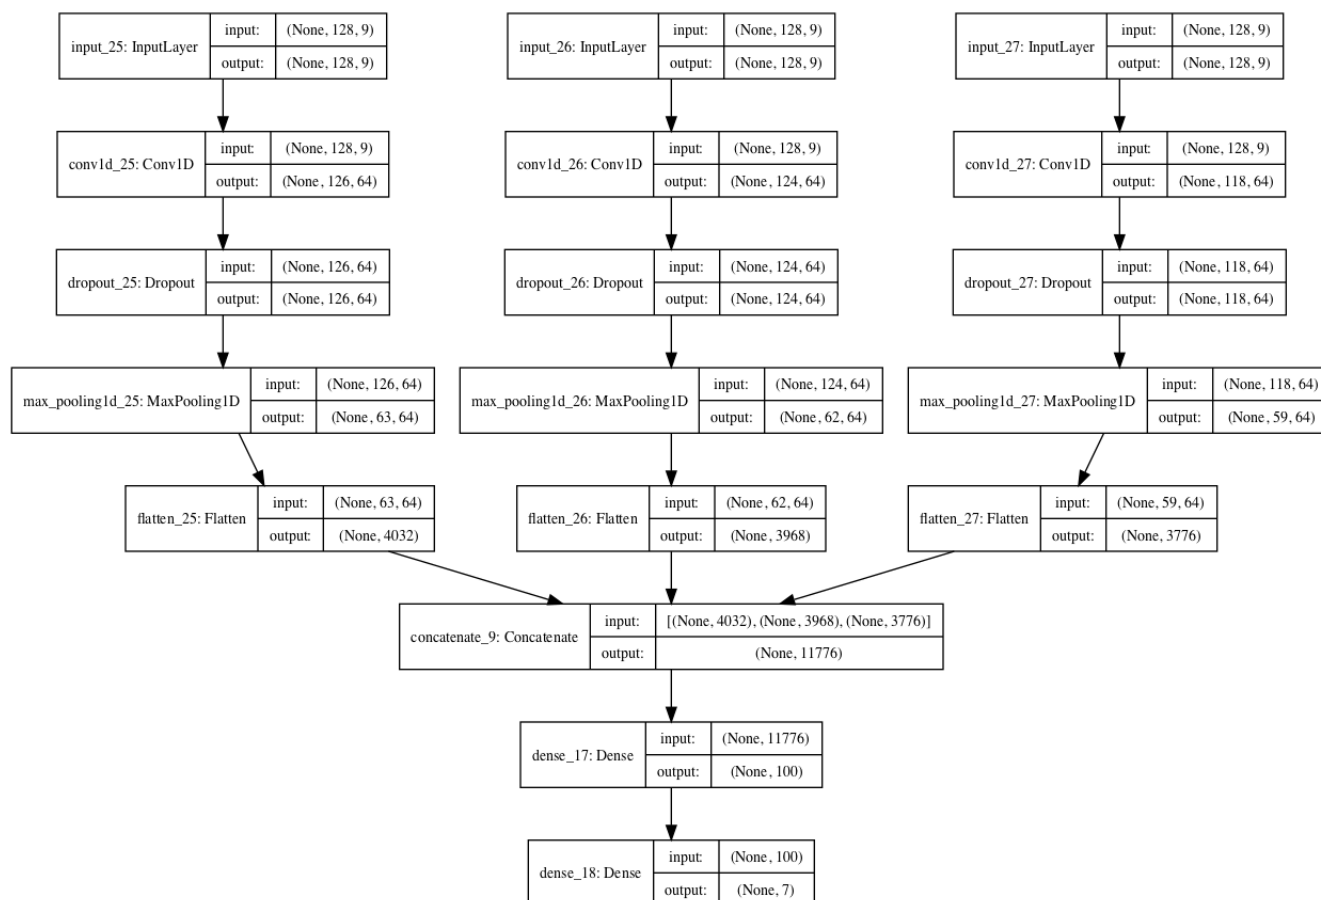 input_25: InputLayer input: (None, 128, 9) output: (None, 128, 9)
input_26: InputLayer input: (None, 128, 9) output: (None, 128, 9)
input_27: InputLayer input: (None, 128, 9) output: (None, 128, 9)
conv1d_25: Conv1D input: (None, 128, 9) output: (None, 126, 64)
conv1d_26: Conv1D input: (None, 128, 9) output: (None, 124, 64)
conv1d_27: Conv1D input: (None, 128, 9) output: (None, 118, 64)
dropout_25: Dropout input: (None, 126, 64) output: (None, 126, 64)
dropout_26: Dropout input: (None, 124, 64) output: (None, 124, 64)
dropout_27: Dropout input: (None, 118, 64) output: (None, 118, 64)
max_pooling1d_25: MaxPooling1D input: (None, 126, 64) output: (None, 63, 64)
max_pooling1d_26: MaxPooling1D input: (None, 124, 64) output: (None, 62, 64)
max_pooling1d_27: MaxPooling1D input: (None, 118, 64) output: (None, 59, 64)
flatten_25: Flatten input: (None, 63, 64) output: (None, 4032)
flatten_26: Flatten input: (None, 62, 64) output: (None, 3968)
flatten_27: Flatten input: (None, 59, 64) output: (None, 3776)
concatenate_9: Concatenate input: [(None, 4032), (None, 3968), (None, 3776)] output: (None, 11776)
dense_17: Dense input: (None, 11776) output: (None, 100)
dense_18: Dense input: (None, 100) output: (None, 7)